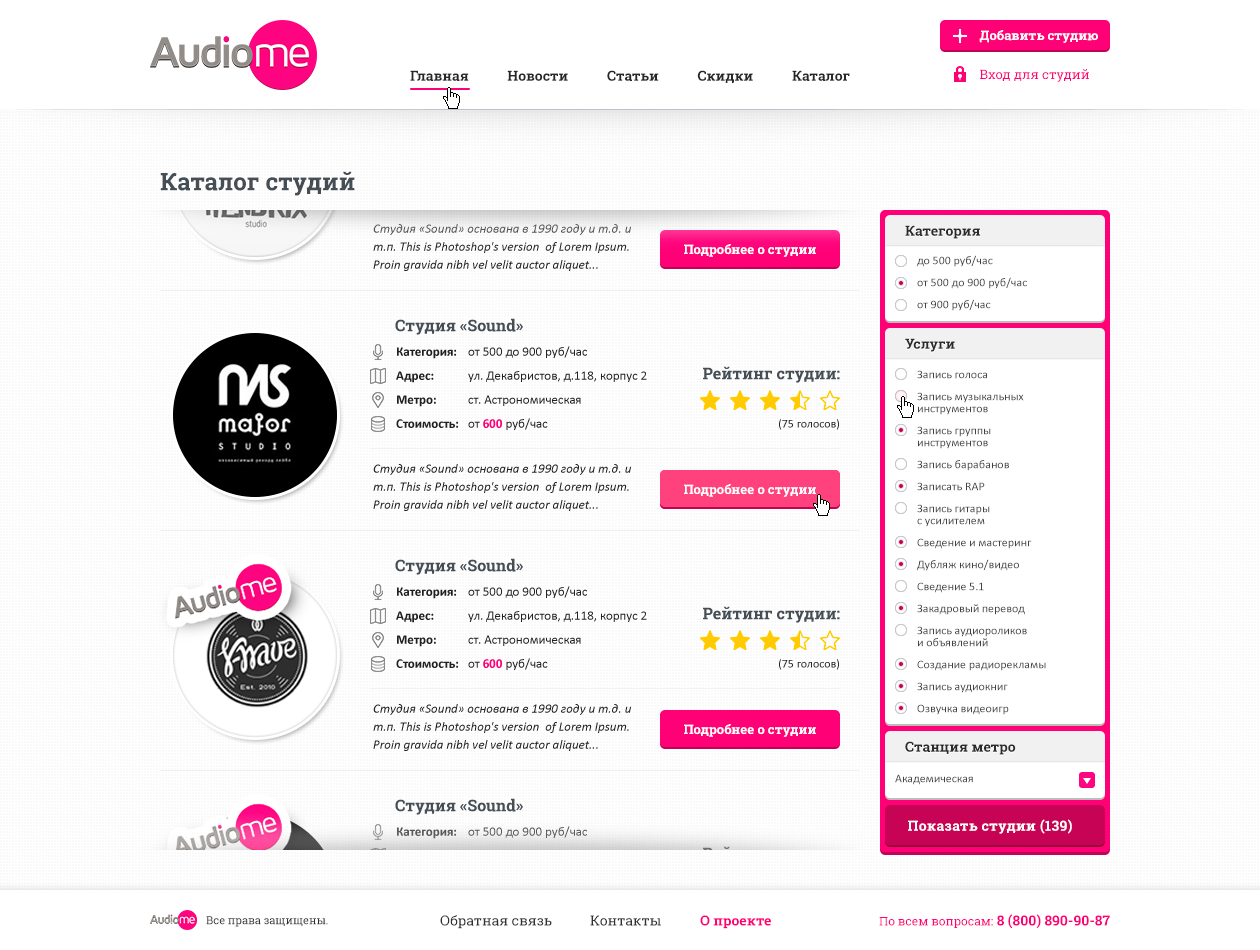 Audiome
Добавить студию
Вход для студий
Главная
Новости
Статьи
Скидки
Каталог
Каталог студий
studio
Студия «Sound» основана в 1990 году и т.д. и
т.п. This is Photoshop's version of Lorem Ipsum.
Proin gravida nibh vel velit auctor aliquet...
Подробнее о студии
MS
major
STUDIO
Студия «Sound»
Категория: от 500 до 900 руб/час
Адрес: ул. Декабристов, д.118, корпус 2
Метро: ст. Астрономическая
Стоимость: от 600 руб/час
Рейтинг студии:
(75 голосов)
Студия «Sound» основана в 1990 году и т.д. и
т.п. This is Photoshop's version of Lorem Ipsum.
Proin gravida nibh vel velit auctor aliquet...
Подробнее о студии
Audiome
Est. 2010
Студия «Sound»
Категория: от 500 до 900 руб/час
Адрес: ул. Декабристов, д.118, корпус 2
Метро: ст. Астрономическая
Стоимость: от 600 руб/час
Рейтинг студии:
(75 голосов)
Студия «Sound» основана в 1990 году и т.д. и
т.п. This is Photoshop's version of Lorem Ipsum.
Proin gravida nibh vel velit auctor aliquet...
Подробнее о студии
Audiome
Студия «Sound»
Категория: от 500 до 900 руб/час
Категория
до 500 руб/час
от 500 до 900 руб/час
от 900 руб/час
Услуги
Запись голоса
Запись музыкальных
инструментов
Запись группы
инструментов
Запись барабанов
Записать RAP
Запись гитары
с усилителем
Сведение и мастеринг
Дубляж кино/видео
Сведение 5.1
Закадровый перевод
Запись аудиороликов
и объявлений
Создание радиорекламы
Запись аудиокниг
Озвучка видеоигр
Станция метро
Академическая
Показать студии (139)
Audiome
Все права защищены.
Обратная связь
Контакты
О проекте
По всем вопросам: 8 (800) 890-90-87